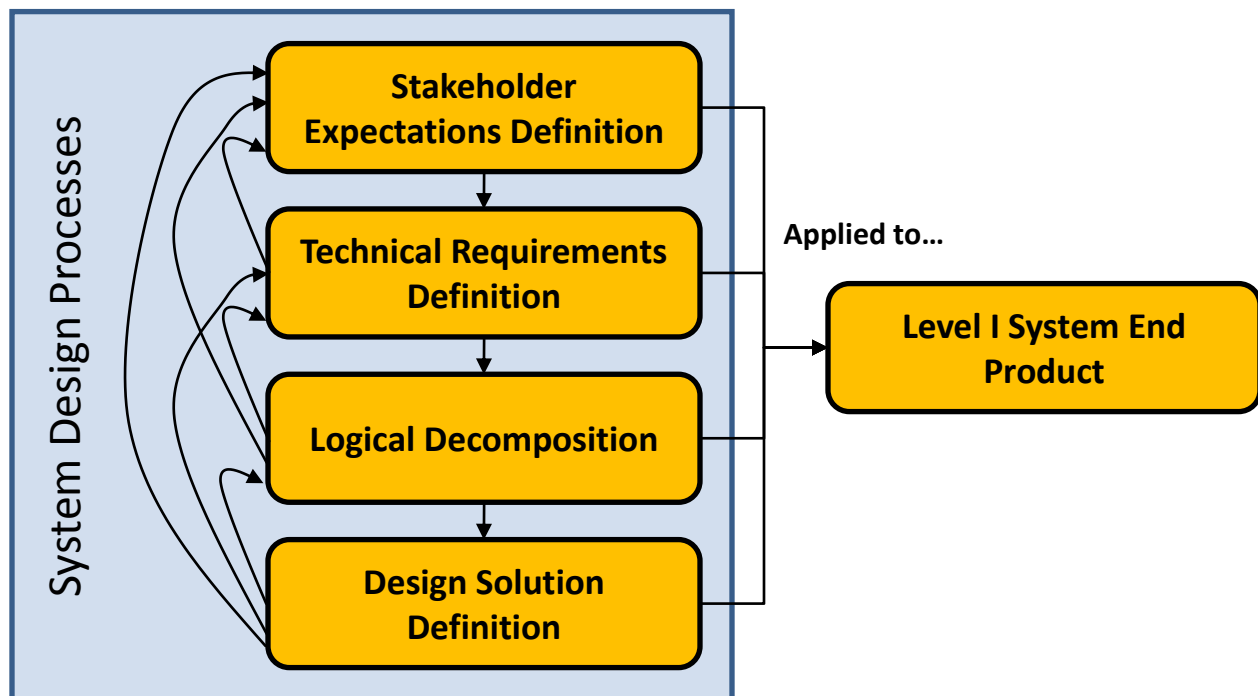 System Design Processes
Stakeholder
Expectations Definition
Technical Requirements
Definition
Logical Decomposition
Design Solution
Definition
Applied to…
Level I System End
Product